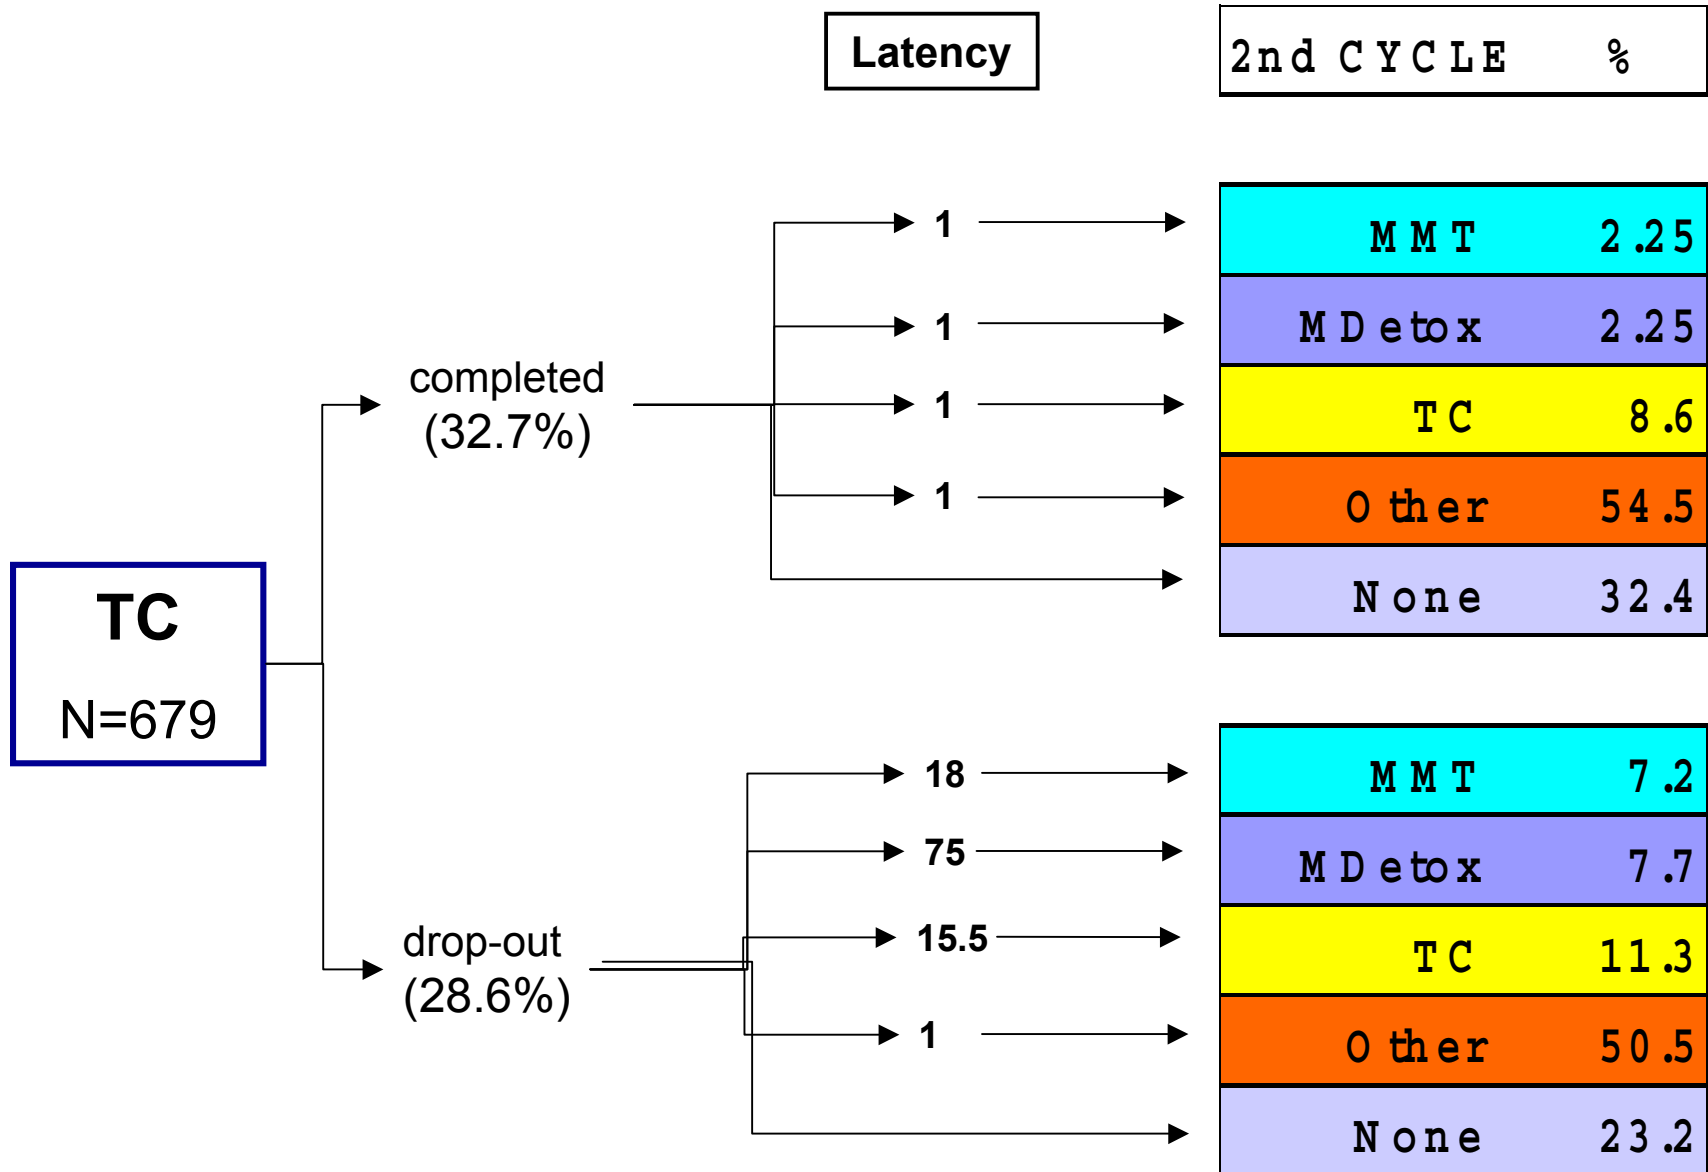 Latency
2nd CYCLE %
1 MMT 2.25
1 MDetox 2.25
completed
(32.7%)
1 TC 8.6
1 Other 54.5
None 32.4
TC
N=679
18 MMT 7.2
75 MDetox 7.7
drop-out
(28.6%)
15.5 TC 11.3
1 Other 50.5
None 23.2